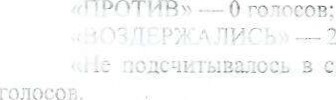 «ПРОТИВ» — 0 голосов;
«ВОЗДЕРЖАЛИСЬ» — 2
«Не подсчитывалось в с
голосов.